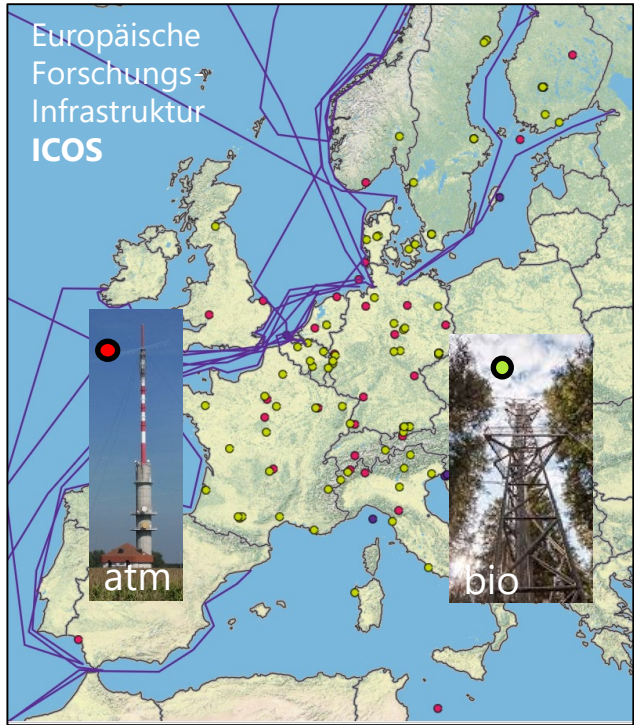 Europäische
Forschungs-
Infrastruktur
ICOS
atm
bio